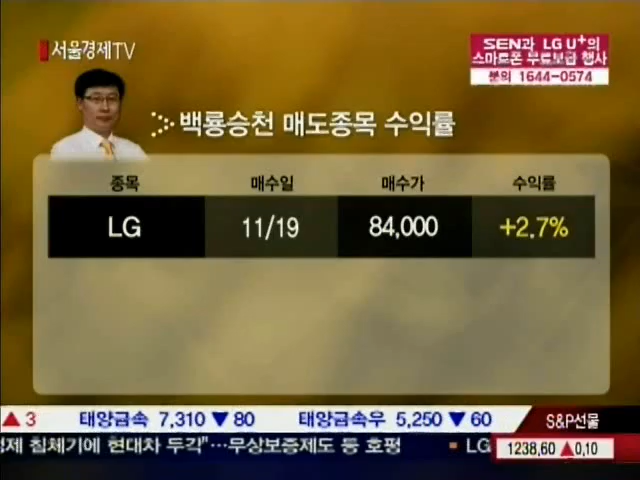 서울경제TV
SEN과 LG U+의
스마트폰 무료보급 행사
문의 1644-0574
백룡승천 매도종목 수익률
종목 매수일 매수가 수익률
LG 11/19 84,000 +2.7%
▲3 태양금속 7,310 ▼80 태양금속우 5,250 ▼60 S&P선물
경제 침체기에 현대차 두각"…무상보증제도 등 호평 ▪ LG 1238,60 ▲0,10